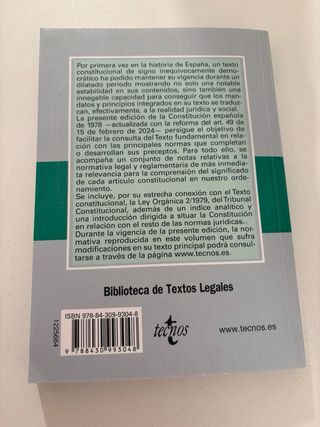 Por primera vez en la historia de España, un texto
constitucional de signo inequívocamente demo-
crático ha podido mantener su vigencia durante un
dilatado periodo mostrando no solo una notable
estabilidad en sus contenidos, sino también una
innegable capacidad para conseguir que los man-
datos y principios integrados en su texto se traduz-
can, efectivamente, a la realidad jurídica y social.
La presente edición de la Constitución española
de 1978 —actualizada con la reforma del art. 49 de
15 de febrero de 2024— persigue el objetivo de
facilitar la consulta del Texto fundamental en rela-
ción con las principales normas que completan
o desarrollan sus preceptos. Para todo ello, se
acompaña un conjunto de notas relativas a la
normativa legal y reglamentaria de más inmedia-
ta relevancia para la comprensión del significado
de cada artículo constitucional en nuestro orde-
namiento.
Se incluye, por su estrecha conexión con el Texto
constitucional, la Ley Orgánica 2/1979, del Tribunal
Constitucional, además de un índice analítico y
una introducción dirigida a situar la Constitución
en relación con el resto de las normas jurídicas.
Durante la vigencia de la presente edición, la nor-
mativa reproducida en este volumen que sufra
modificaciones en su texto principal podrá consul-
tarse a través de la página www.tecnos.es.
Biblioteca de Textos Legales
1225664
ISBN 978-84-309-9304-8
9 788430 993048
tecnos
www.tecnos.es